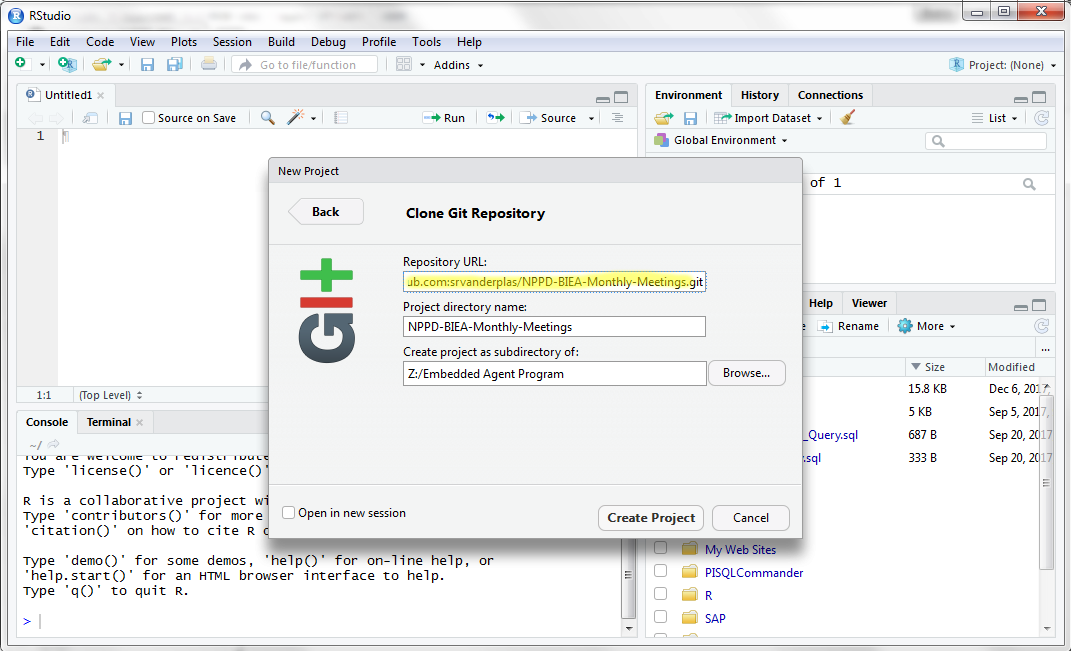 RStudio
File Edit Code View Plots Session Build Debug Profile Tools Help
Go to file/function Addins Project: (None)
Untitled1
Source on Save Run Source
1
1:1 (Top Level)
Console Terminal
~/
You are welcome to redistribute
Type 'license()' or 'licence()'
R is a collaborative project wi
Type 'contributors()' for more
'citation()' on how to cite R o
Type 'demo()' for some demos, 'help()' for on-line help, or
'help.start()' for an HTML browser interface to help.
Type 'q()' to quit R.
>
Environment History Connections
Import Dataset List
Global Environment
of 1
New Project
Back Clone Git Repository
Git
Repository URL:
ub.com:srvanderplas/NPPD-BIEA-Monthly-Meetings.git
Project directory name:
NPPD-BIEA-Monthly-Meetings
Create project as subdirectory of:
Z:/Embedded Agent Program Browse...
Open in new session Create Project Cancel
Help Viewer
Rename More
...
Size Modified
15.8 KB Dec 6, 2017,
5 KB Sep 5, 2017,
_Query.sql 687 B Sep 20, 2017
.sql 333 B Sep 20, 2017
My Web Sites
PISQLCommander
R
SAP